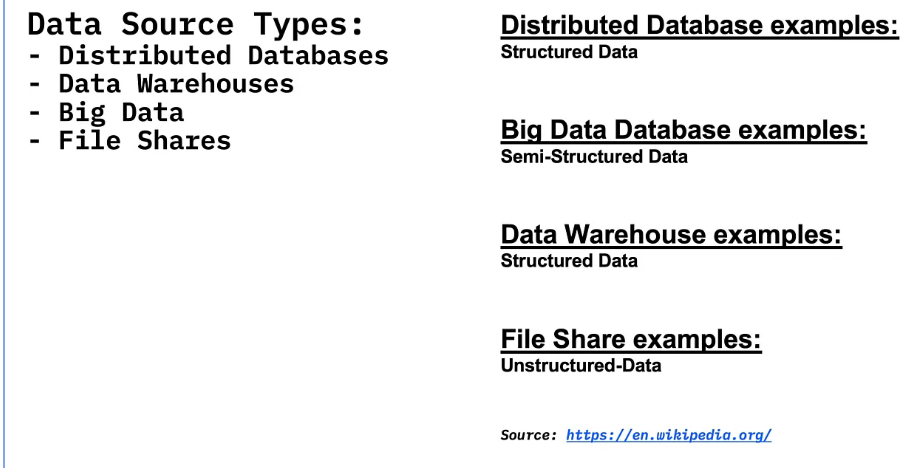 Data Source Types:
- Distributed Databases
- Data Warehouses
- Big Data
- File Shares
Distributed Database examples:
Structured Data
Big Data Database examples:
Semi-Structured Data
Data Warehouse examples:
Structured Data
File Share examples:
Unstructured-Data
Source: https://en.wikipedia.org/